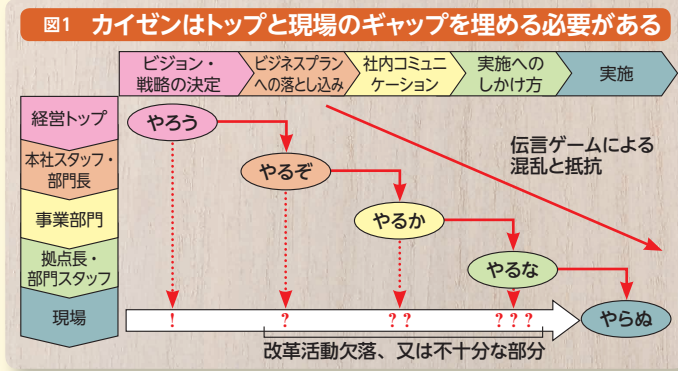 図1 カイゼンはトップと現場のギャップを埋める必要がある
ビジョン・
戦略の決定
ビジネスプラン
への落とし込み
社内コミュニ
ケーション
実施への
しかけ方
実施
経営トップ
やろう
伝言ゲームによる
混乱と抵抗
本社スタッフ・
部門長
やるぞ
事業部門
やるか
拠点長・
部門スタッフ
やるな
現場
!
?
??
???
やらぬ
改革活動欠落、又は不十分な部分